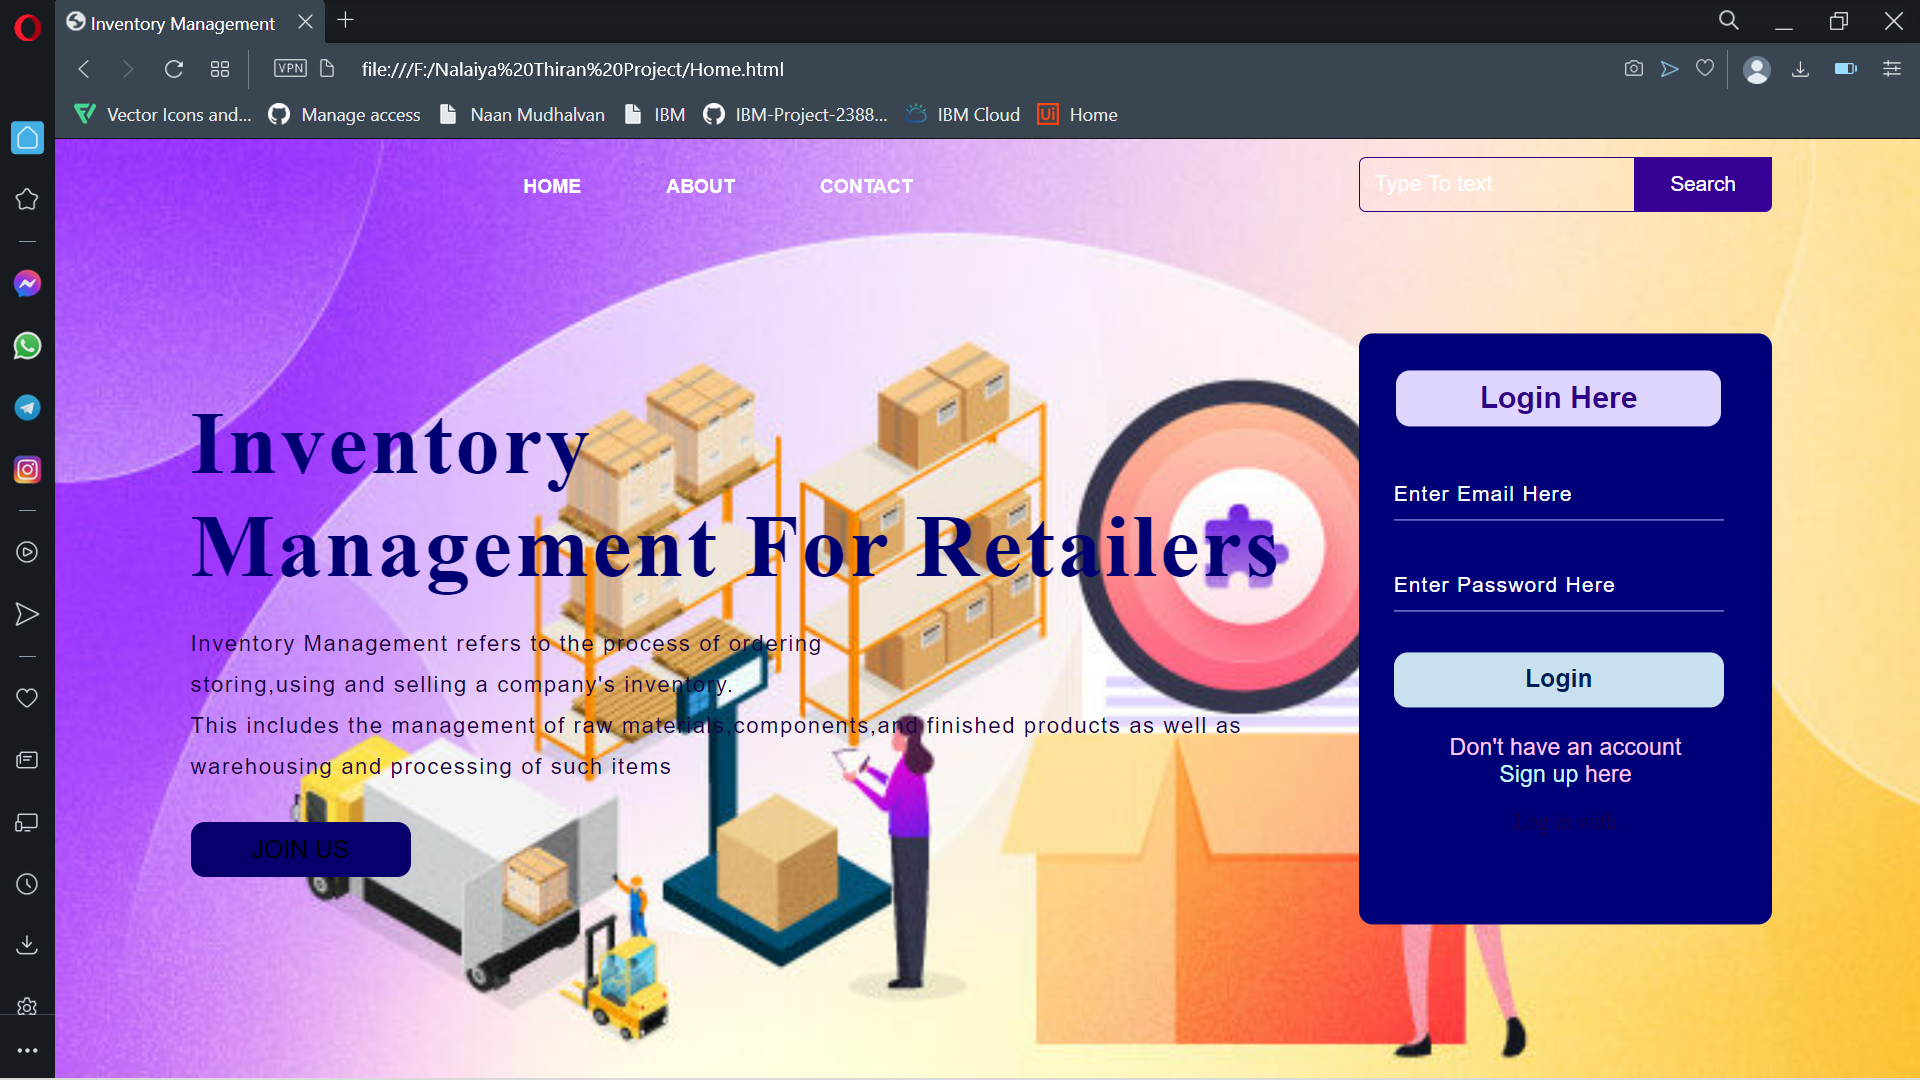 Inventory Management
VPN
file:///F:/Nalaiya%20Thiran%20Project/Home.html
Vector Icons and...
Manage access
Naan Mudhalvan
IBM
IBM-Project-2388...
IBM Cloud
Ui
Home
HOME
ABOUT
CONTACT
Type To text
Search
Inventory
Management For Retailers
Inventory Management refers to the process of ordering
storing,using and selling a company's inventory.
This includes the management of raw materials,components,and finished products as well as
warehousing and processing of such items
JOIN US
Login Here
Enter Email Here
Enter Password Here
Login
Don't have an account
Sign up here